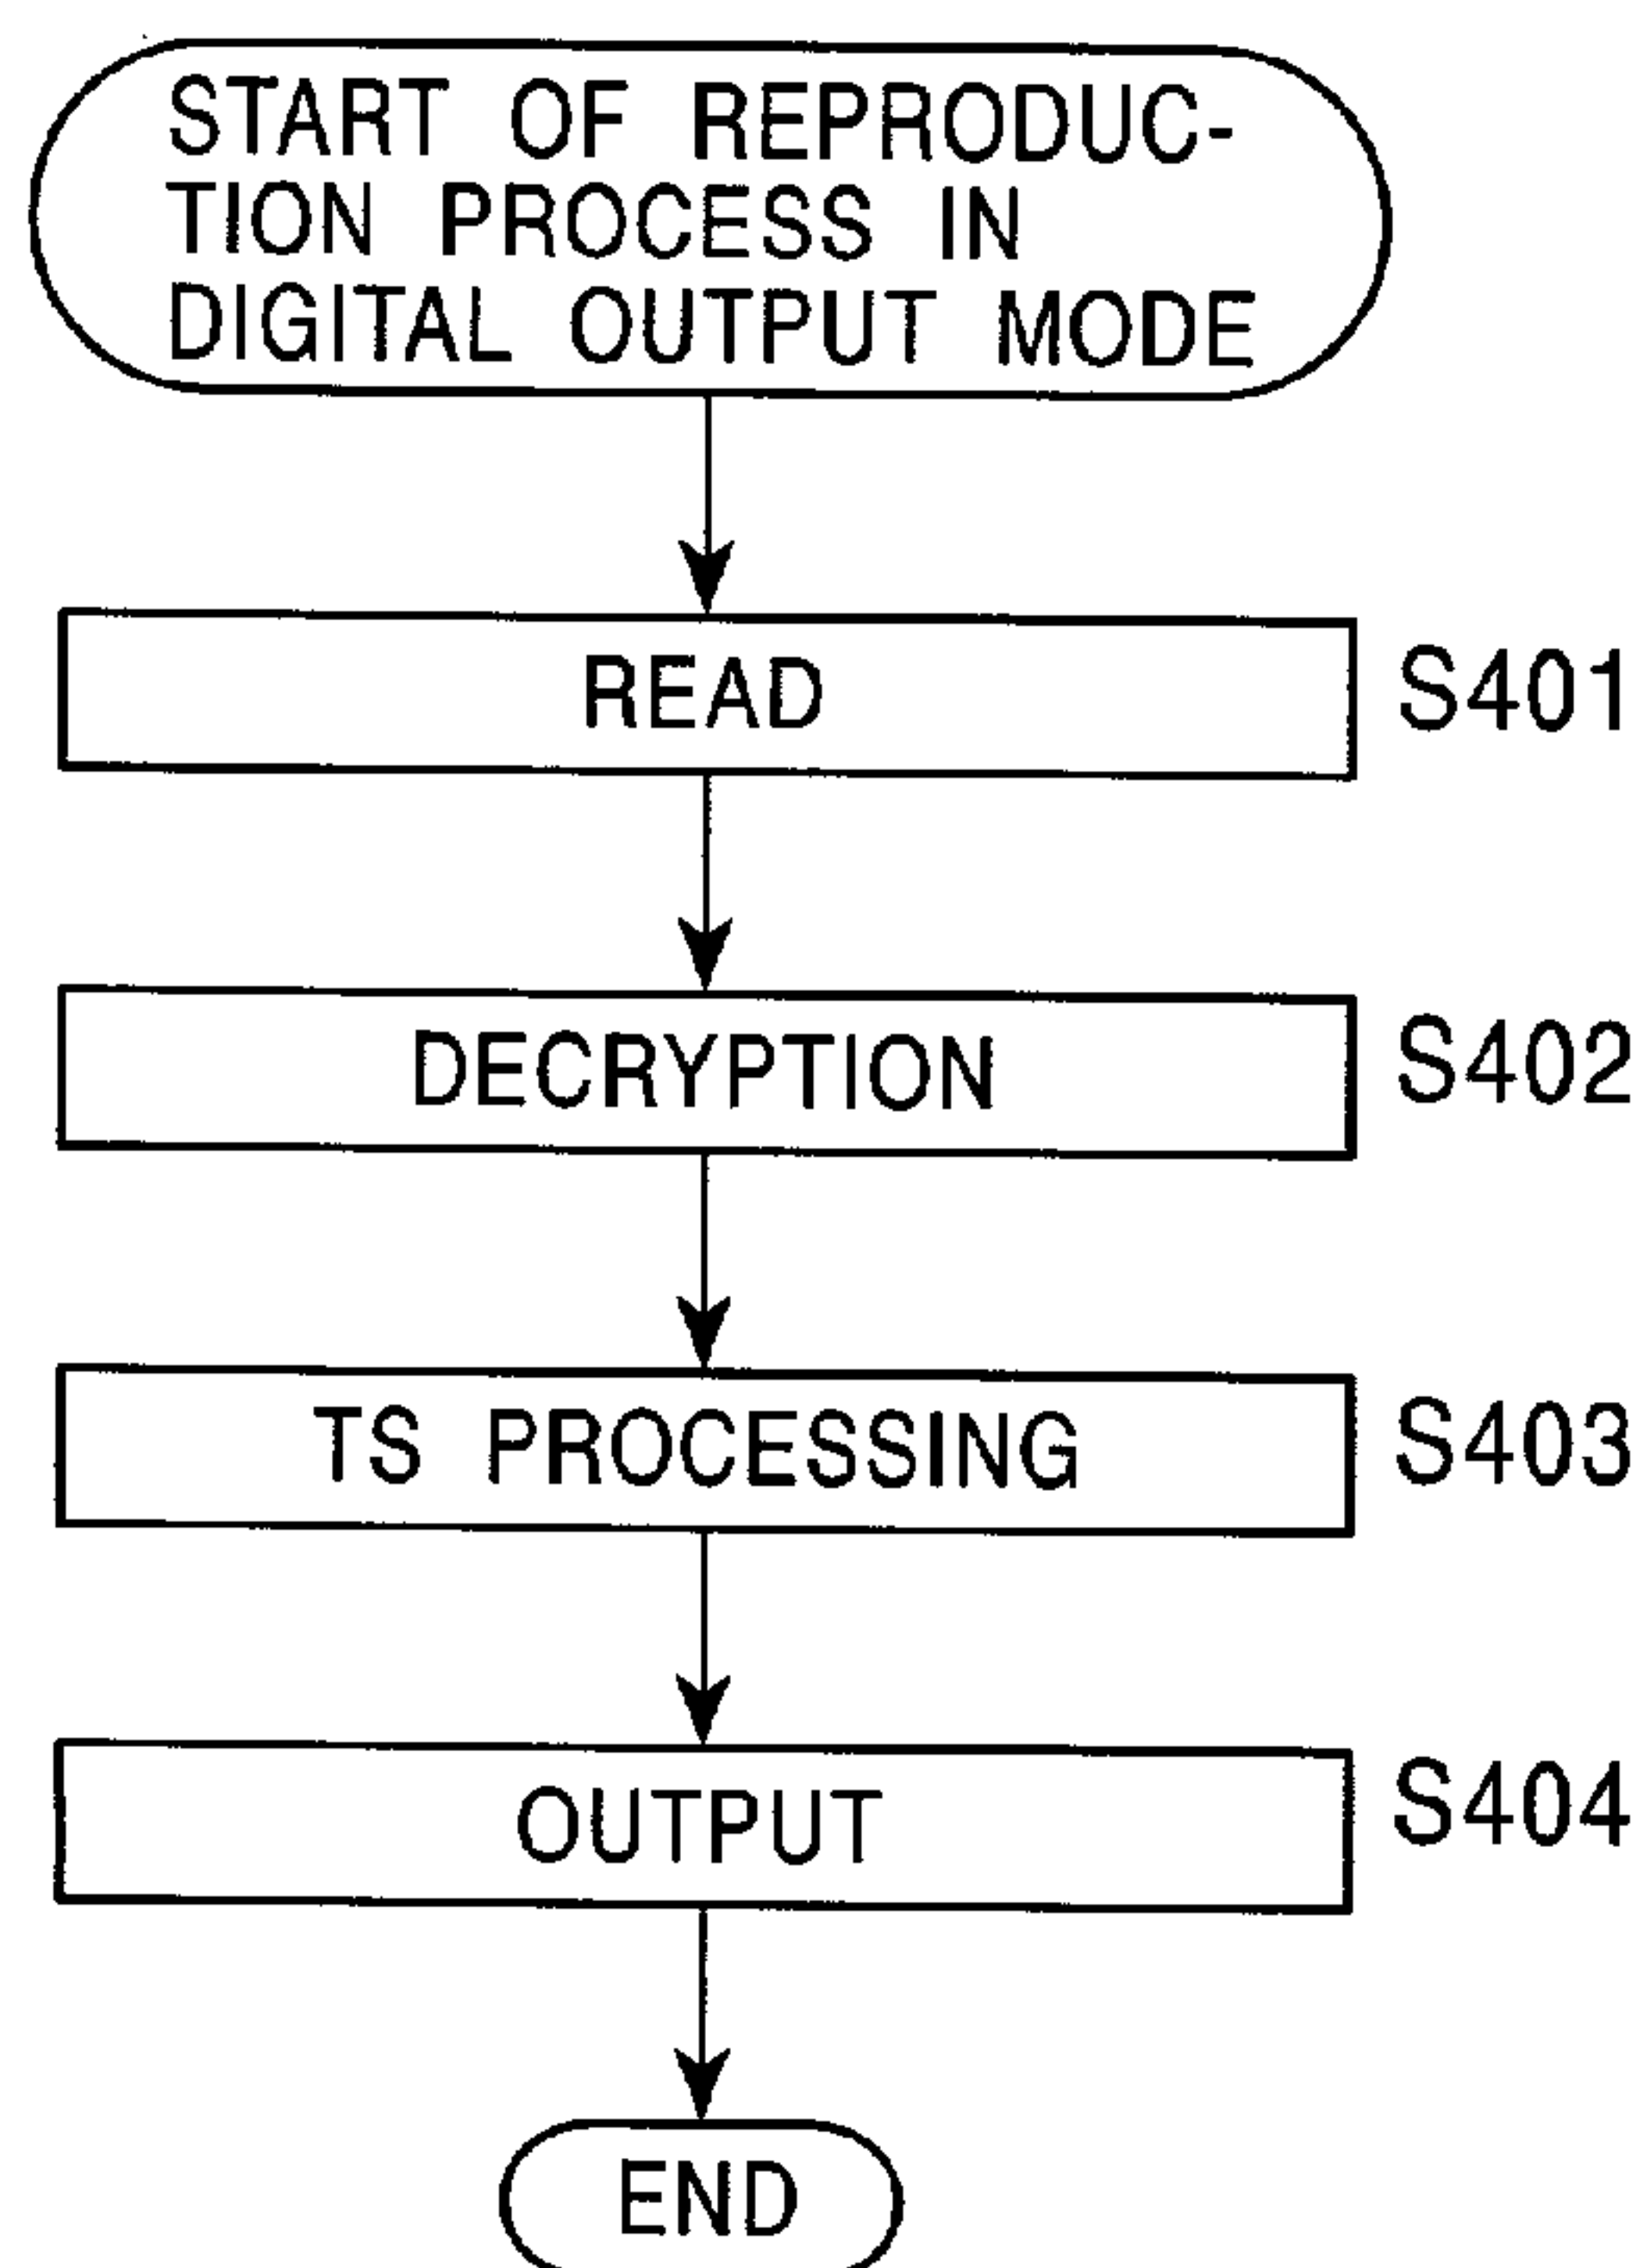 START OF REPRODUC-
TION PROCESS IN
DIGITAL OUTPUT MODE
READ S401
DECRYPTION S402
TS PROCESSING S403
OUTPUT S404
END